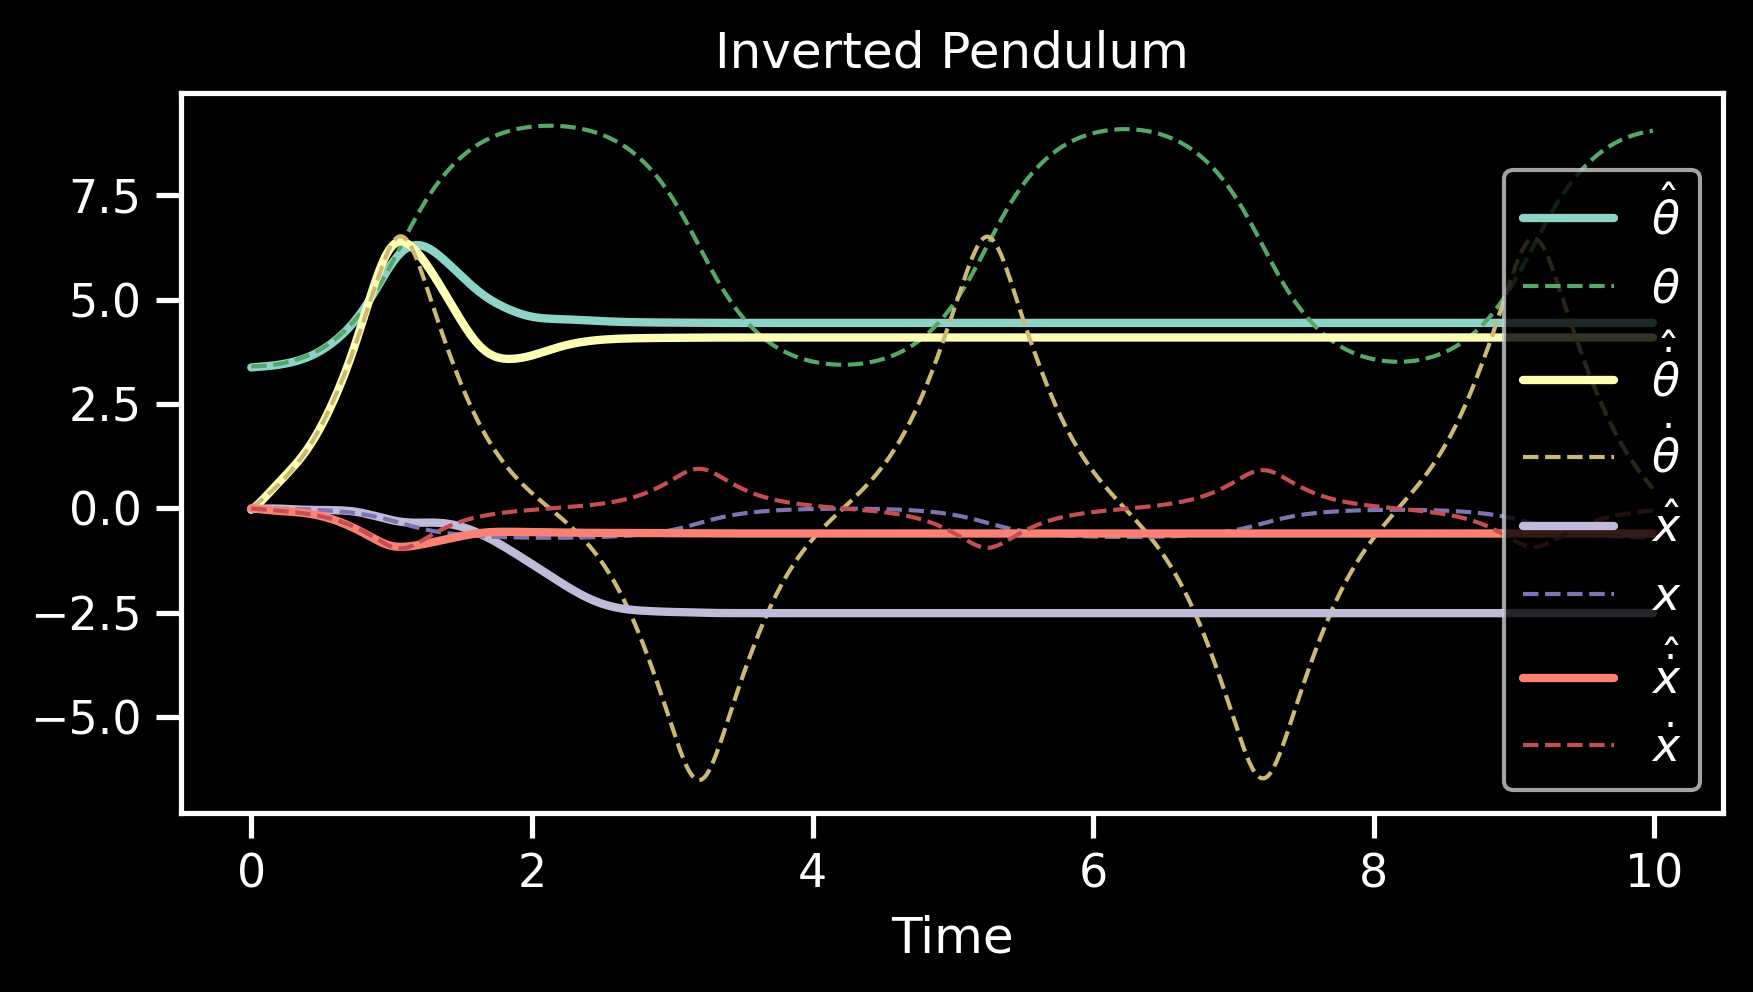 Inverted Pendulum
7.5
5.0
2.5
0.0
−2.5
−5.0
0 2 4 6 8 10
Time
θ̂
θ
θ̇̂
θ̇
x̂
x
ẋ̂
ẋ